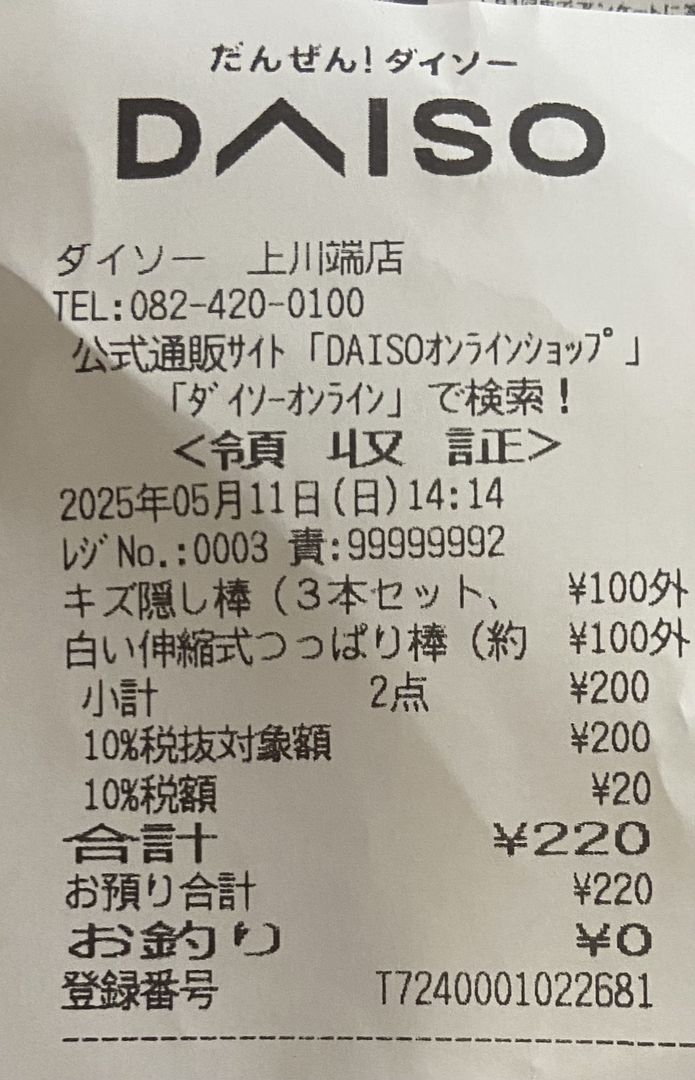 だんぜん!ダイソー
DAISO
ダイソー 上川端店
TEL:082-420-0100
公式通販ｻｲﾄ「DAISOｵﾝﾗｲﾝｼｮｯﾌﾟ」
「ﾀﾞｲｿｰｵﾝﾗｲﾝ」で検索!
<領 収 証>
2025年05月11日(日)14:14
ﾚｼﾞNo.:0003 責:99999992
キズ隠し棒(3本セット、 ¥100外
白い伸縮式つっぱり棒(約 ¥100外
小計 2点 ¥200
10%税抜対象額 ¥200
10%税額 ¥20
合計 ¥220
お預り合計 ¥220
お釣り ¥0
登録番号 T7240001022681